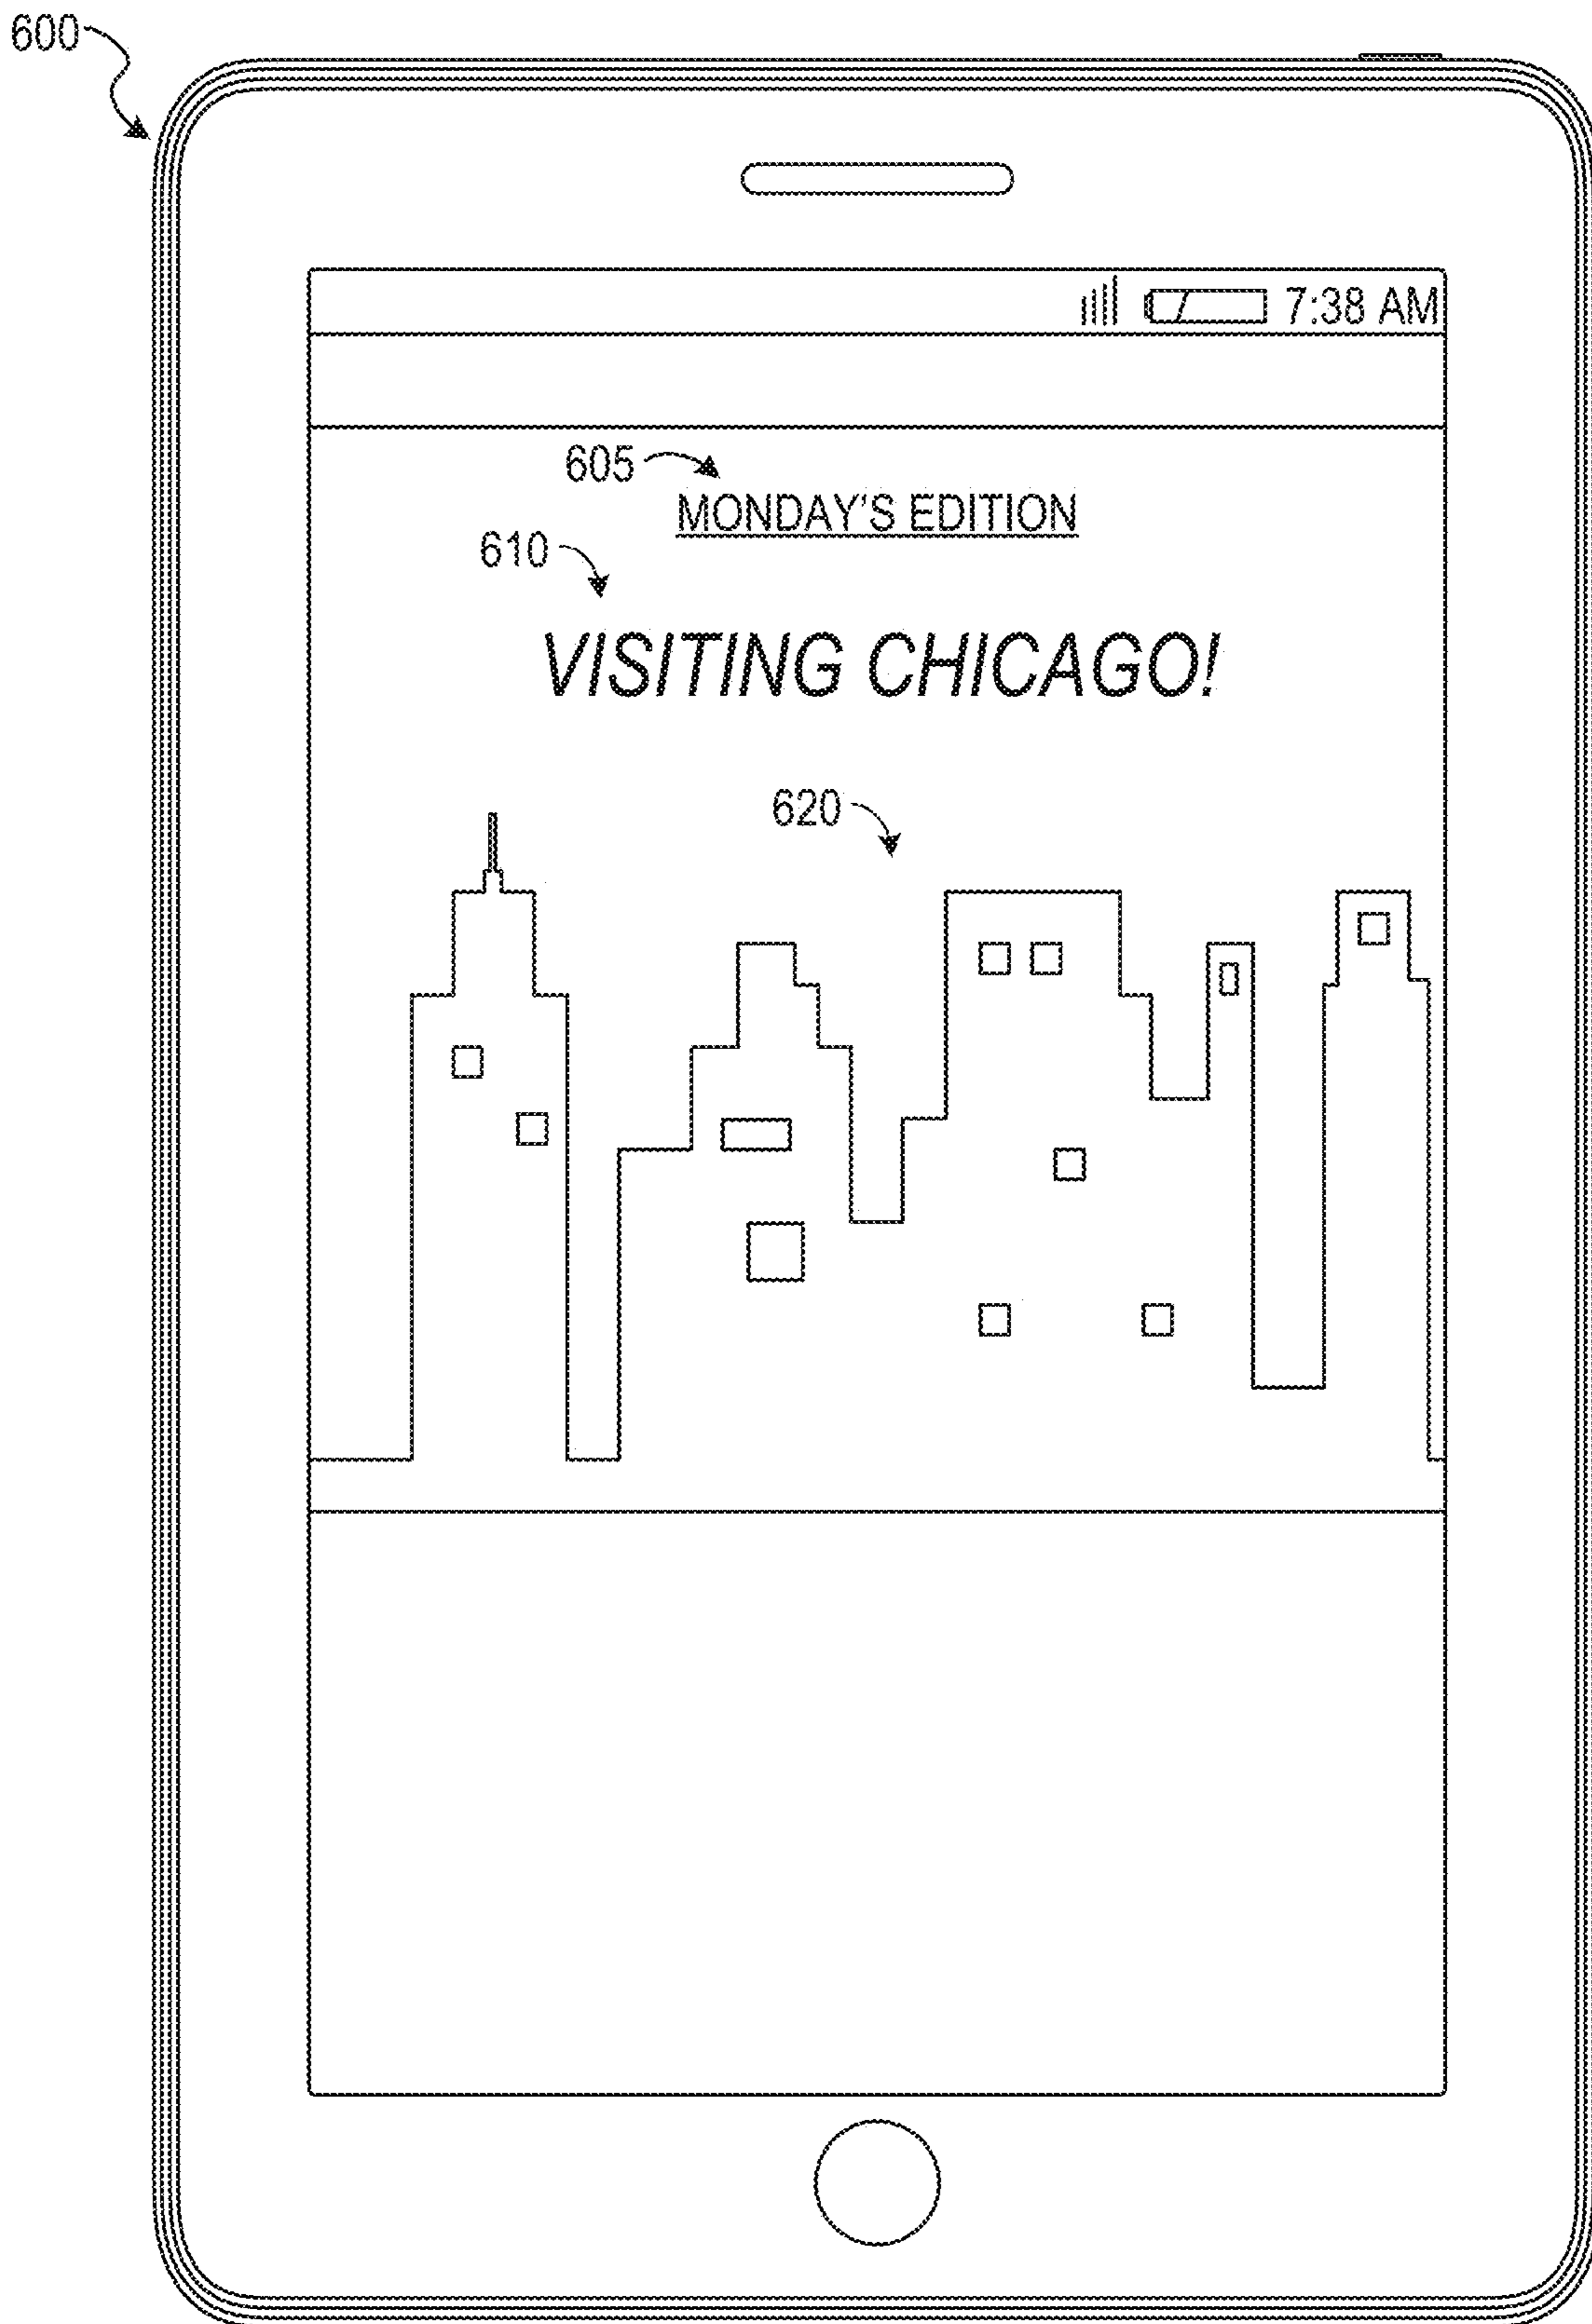 600
7:38 AM
605
MONDAY'S EDITION
610
VISITING CHICAGO!
620